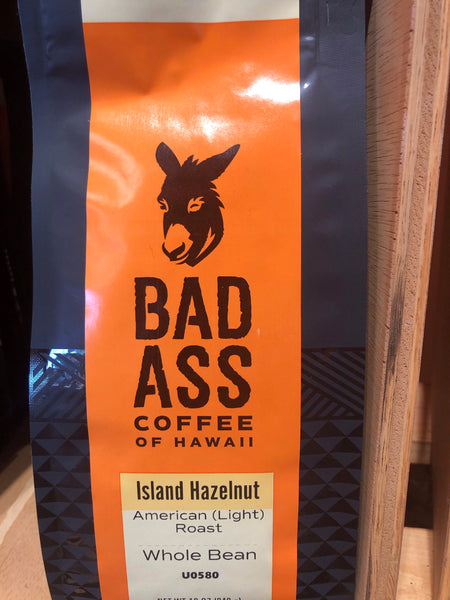 BAD
ASS
COFFEE
OF HAWAII
Island Hazelnut
American (Light)
Roast
Whole Bean
U0580